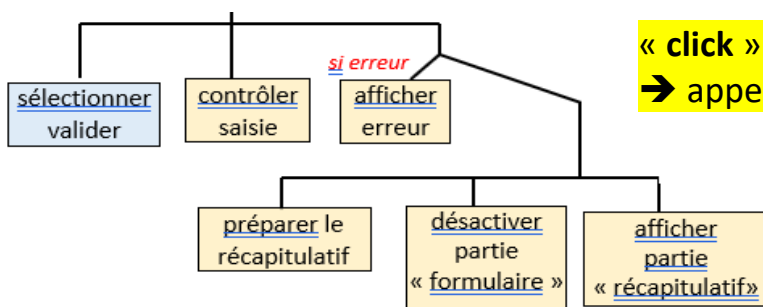 « click »
➔ appe
si erreur
sélectionner
valider
contrôler
saisie
afficher
erreur
préparer le
récapitulatif
désactiver
partie
« formulaire »
afficher
partie
« récapitulatif»